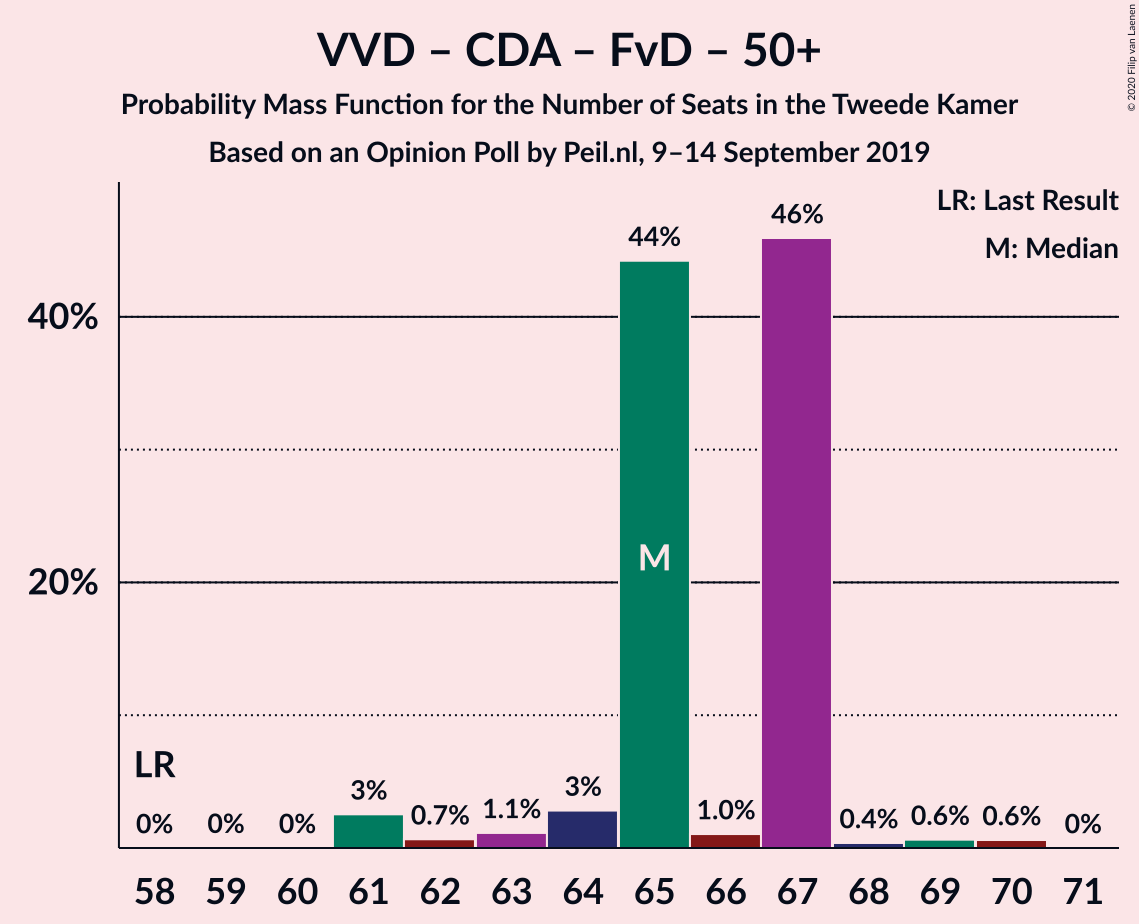 VVD – CDA – FvD – 50+
Probability Mass Function for the Number of Seats in the Tweede Kamer
Based on an Opinion Poll by Peil.nl, 9–14 September 2019
© 2020 Filip van Laenen
LR: Last Result
M: Median
40%
20%
LR
0% 0% 0% 3% 0.7% 1.1% 3% 44% 1.0% 46% 0.4% 0.6% 0.6% 0%
M
58 59 60 61 62 63 64 65 66 67 68 69 70 71